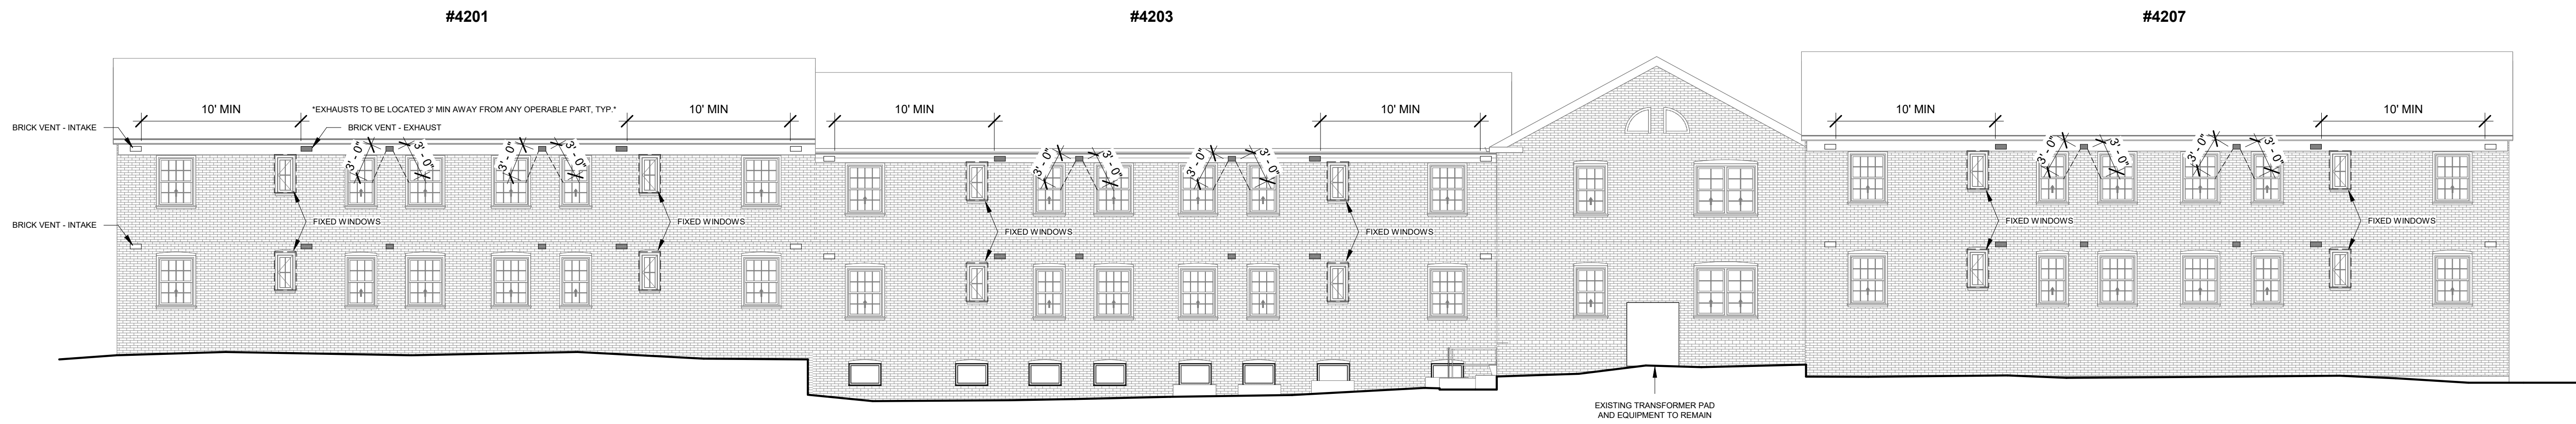 #4201
#4203
#4207
10' MIN
*EXHAUSTS TO BE LOCATED 3' MIN AWAY FROM ANY OPERABLE PART, TYP.*
10' MIN
10' MIN
10' MIN
10' MIN
10' MIN
BRICK VENT - INTAKE
BRICK VENT - EXHAUST
3' - 0"
3' - 0"
3' - 0"
3' - 0"
3' - 0"
3' - 0"
3' - 0"
3' - 0"
3' - 0"
3' - 0"
3' - 0"
3' - 0"
BRICK VENT - INTAKE
FIXED WINDOWS
FIXED WINDOWS
FIXED WINDOWS
FIXED WINDOWS
FIXED WINDOWS
FIXED WINDOWS
EXISTING TRANSFORMER PAD
AND EQUIPMENT TO REMAIN